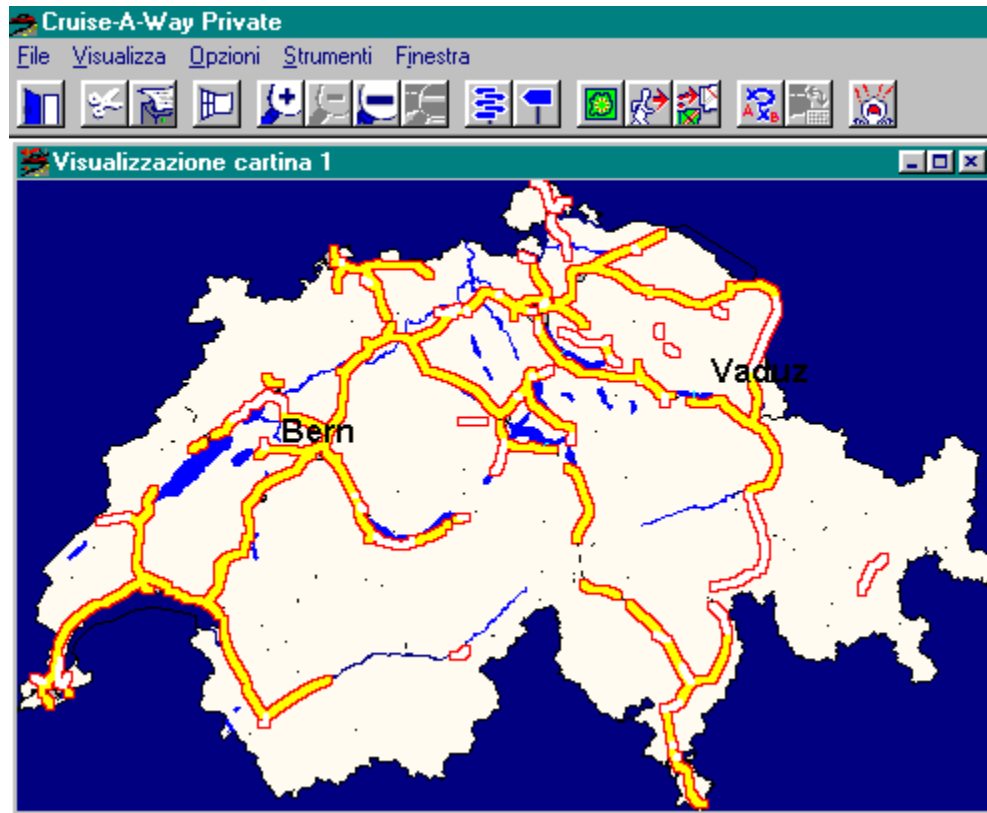 Cruise-A-Way Private
File Visualizza Opzioni Strumenti Finestra
A B
Visualizzazione cartina 1
Vaduz
Bern